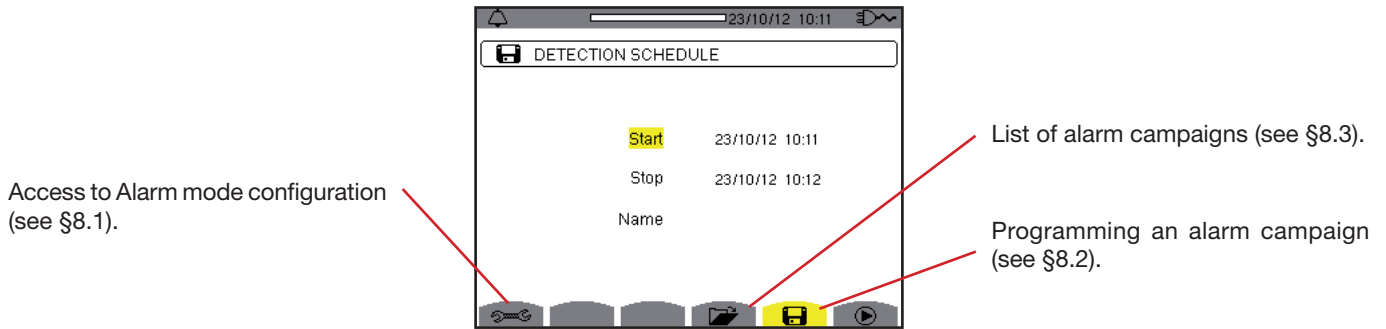 23/10/12 10:11
DETECTION SCHEDULE
Start 23/10/12 10:11
Stop 23/10/12 10:12
Name
Access to Alarm mode configuration
(see §8.1).
List of alarm campaigns (see §8.3).
Programming an alarm campaign
(see §8.2).